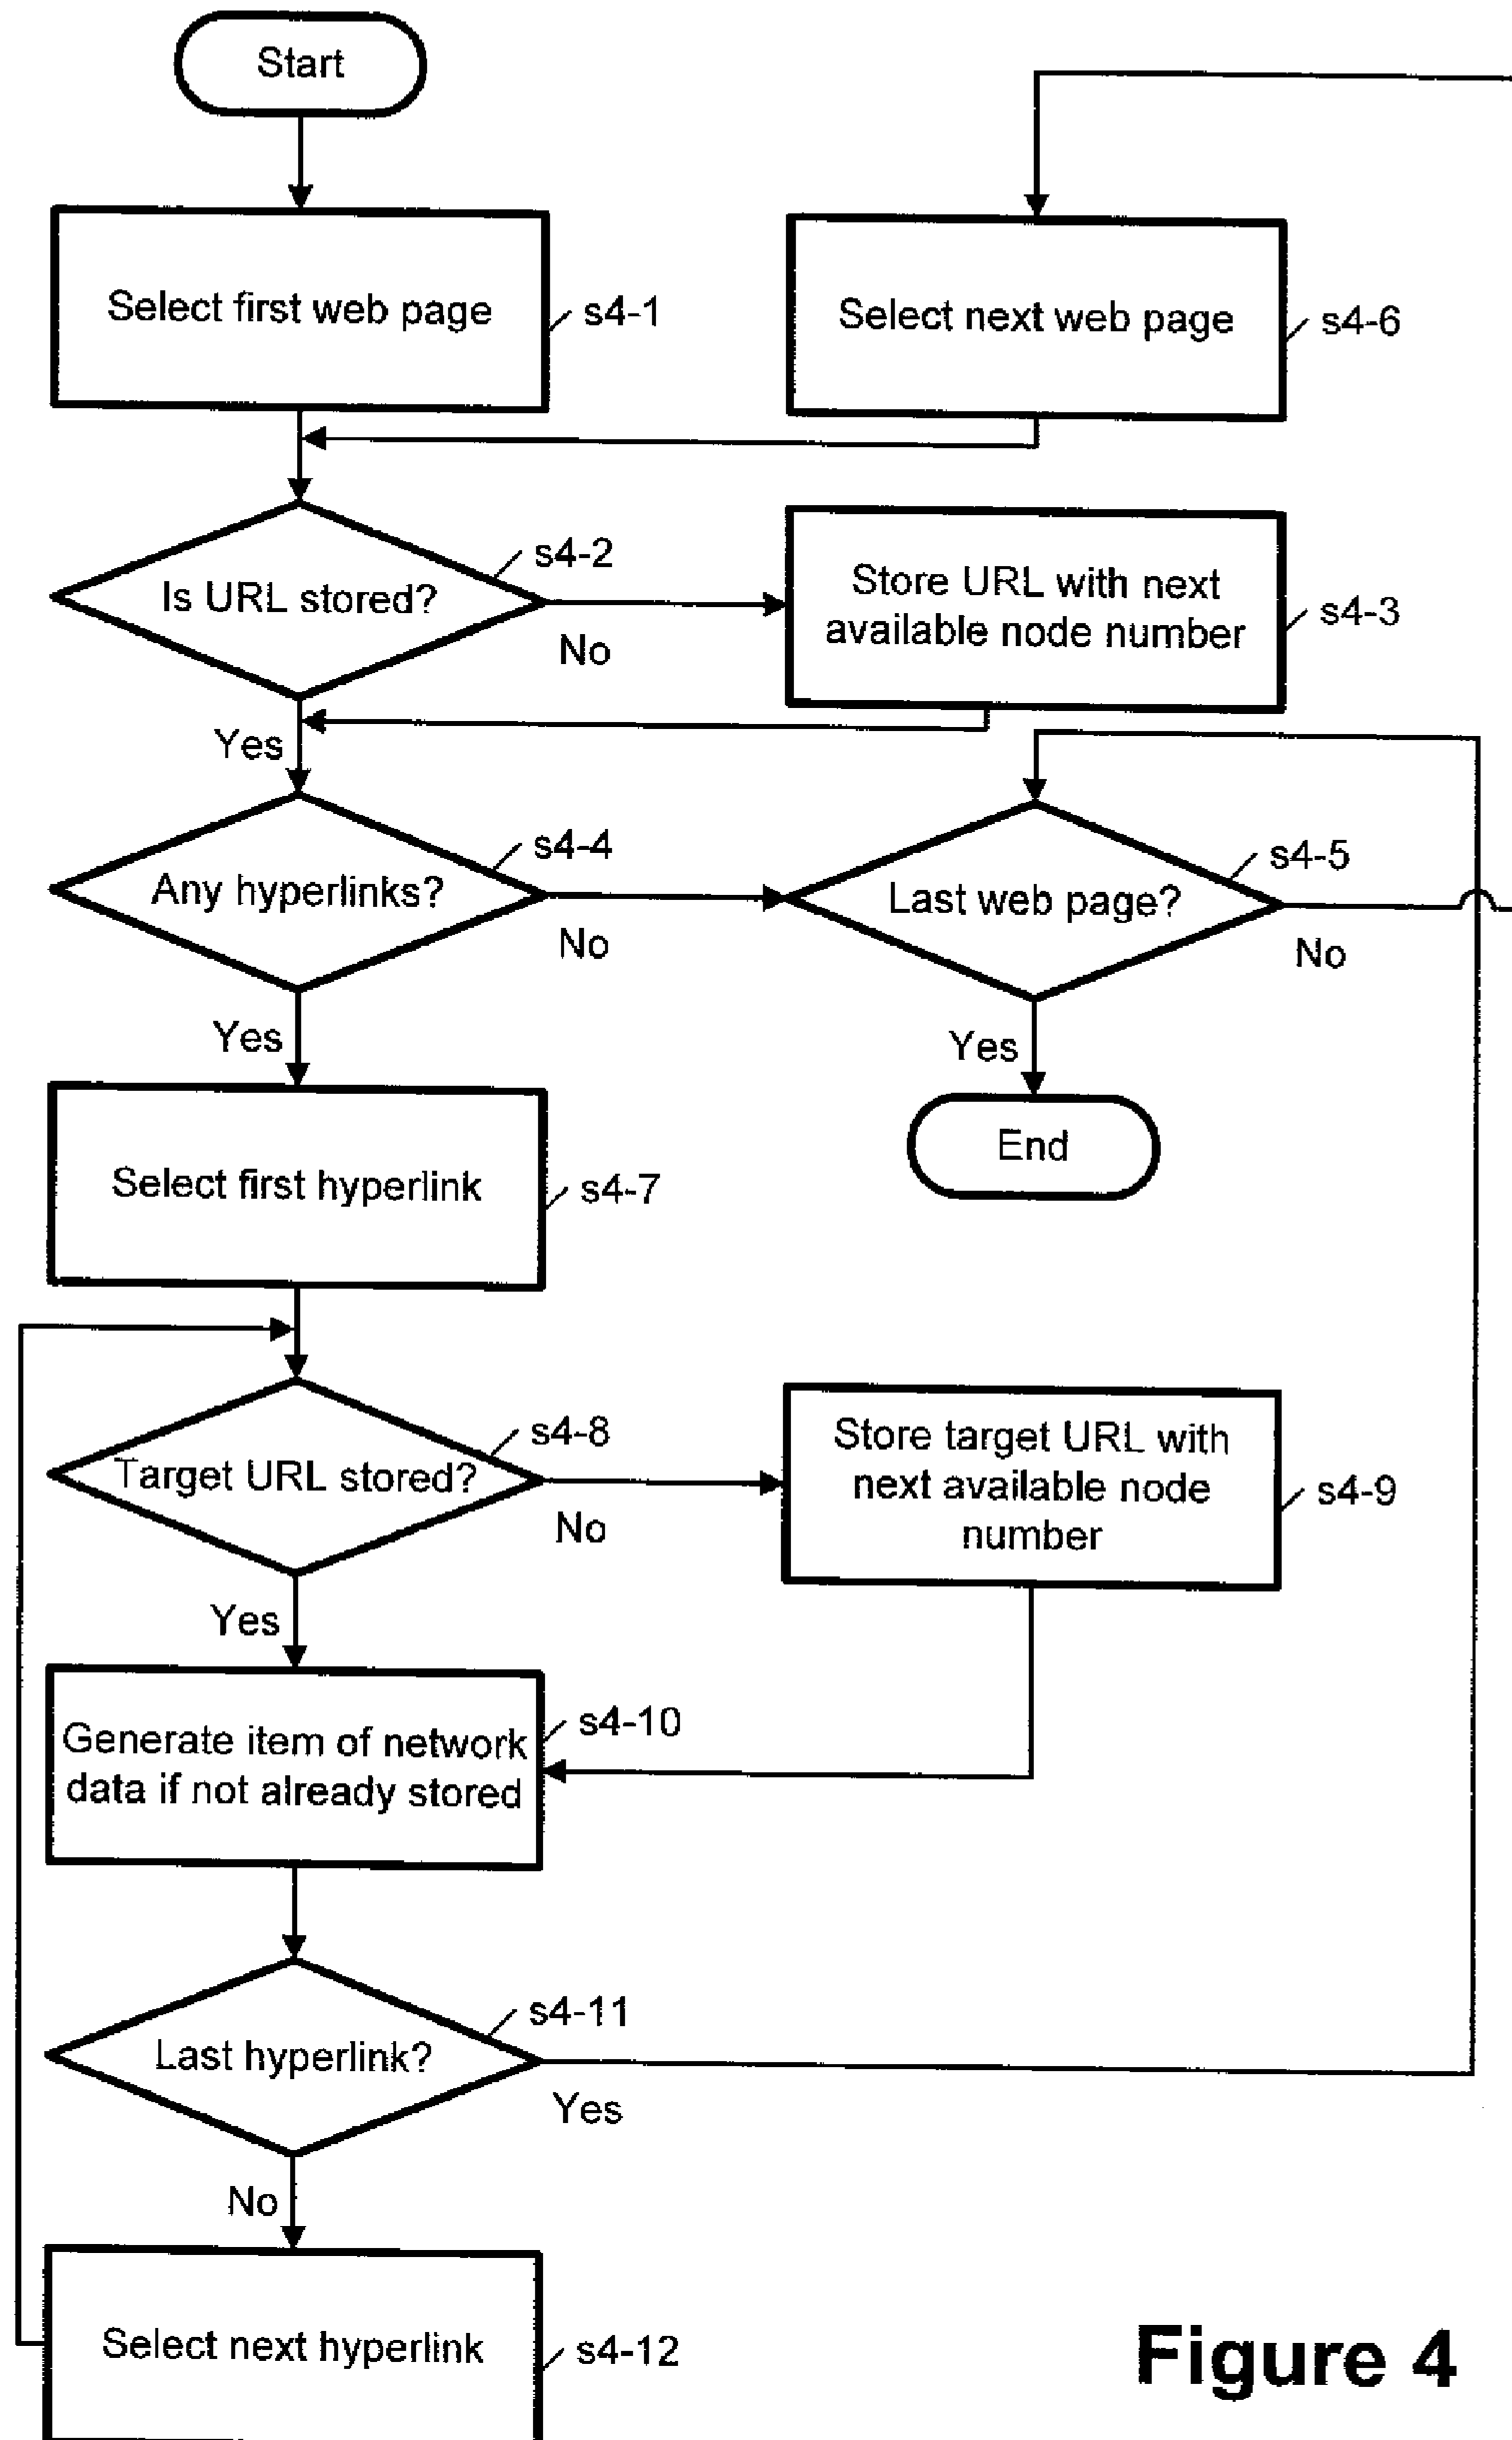 Start
Select first web page
s4-1
Select next web page
s4-6
Is URL stored?
s4-2
No
Store URL with next
available node number
s4-3
Yes
Any hyperlinks?
s4-4
No
Last web page?
s4-5
No
Yes
Yes
End
Select first hyperlink
s4-7
Target URL stored?
s4-8
No
Store target URL with
next available node
number
s4-9
Yes
Generate item of network
data if not already stored
s4-10
Last hyperlink?
s4-11
Yes
No
Select next hyperlink
s4-12
Figure 4